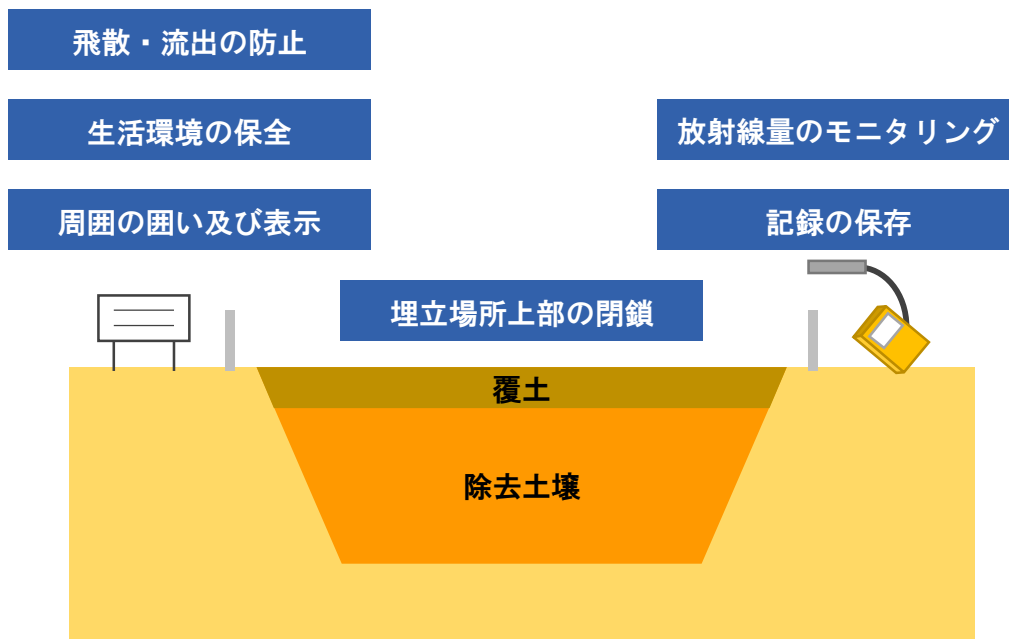 飛散・流出の防止
生活環境の保全
放射線量のモニタリング
周囲の囲い及び表示
記録の保存
埋立場所上部の閉鎖
覆土
除去土壌